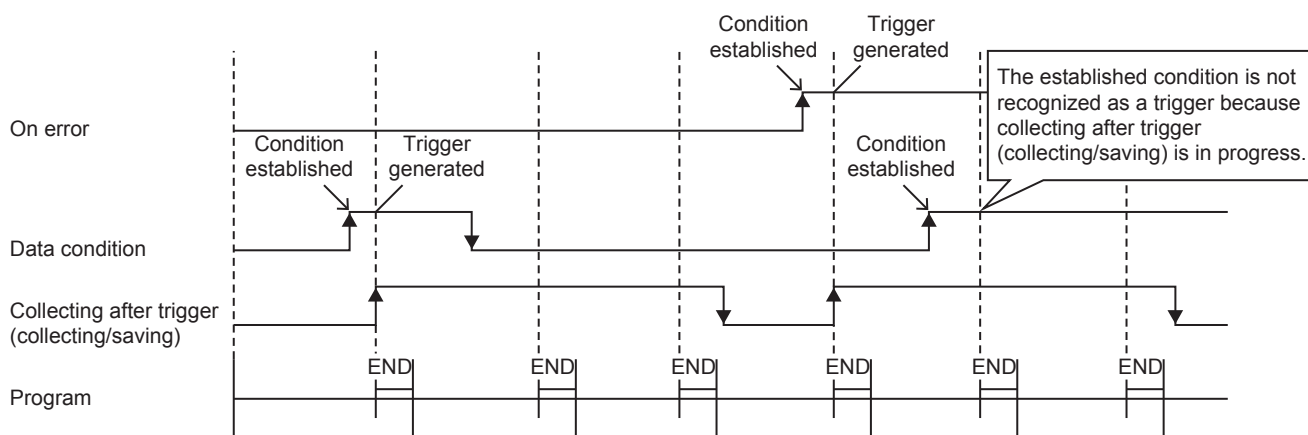 Condition
established
Trigger
generated
The established condition is not
recognized as a trigger because
collecting after trigger
(collecting/saving) is in progress.
On error
Condition
established
Trigger
generated
Condition
established
Data condition
Collecting after trigger
(collecting/saving)
END
END
END
END
END
END
Program